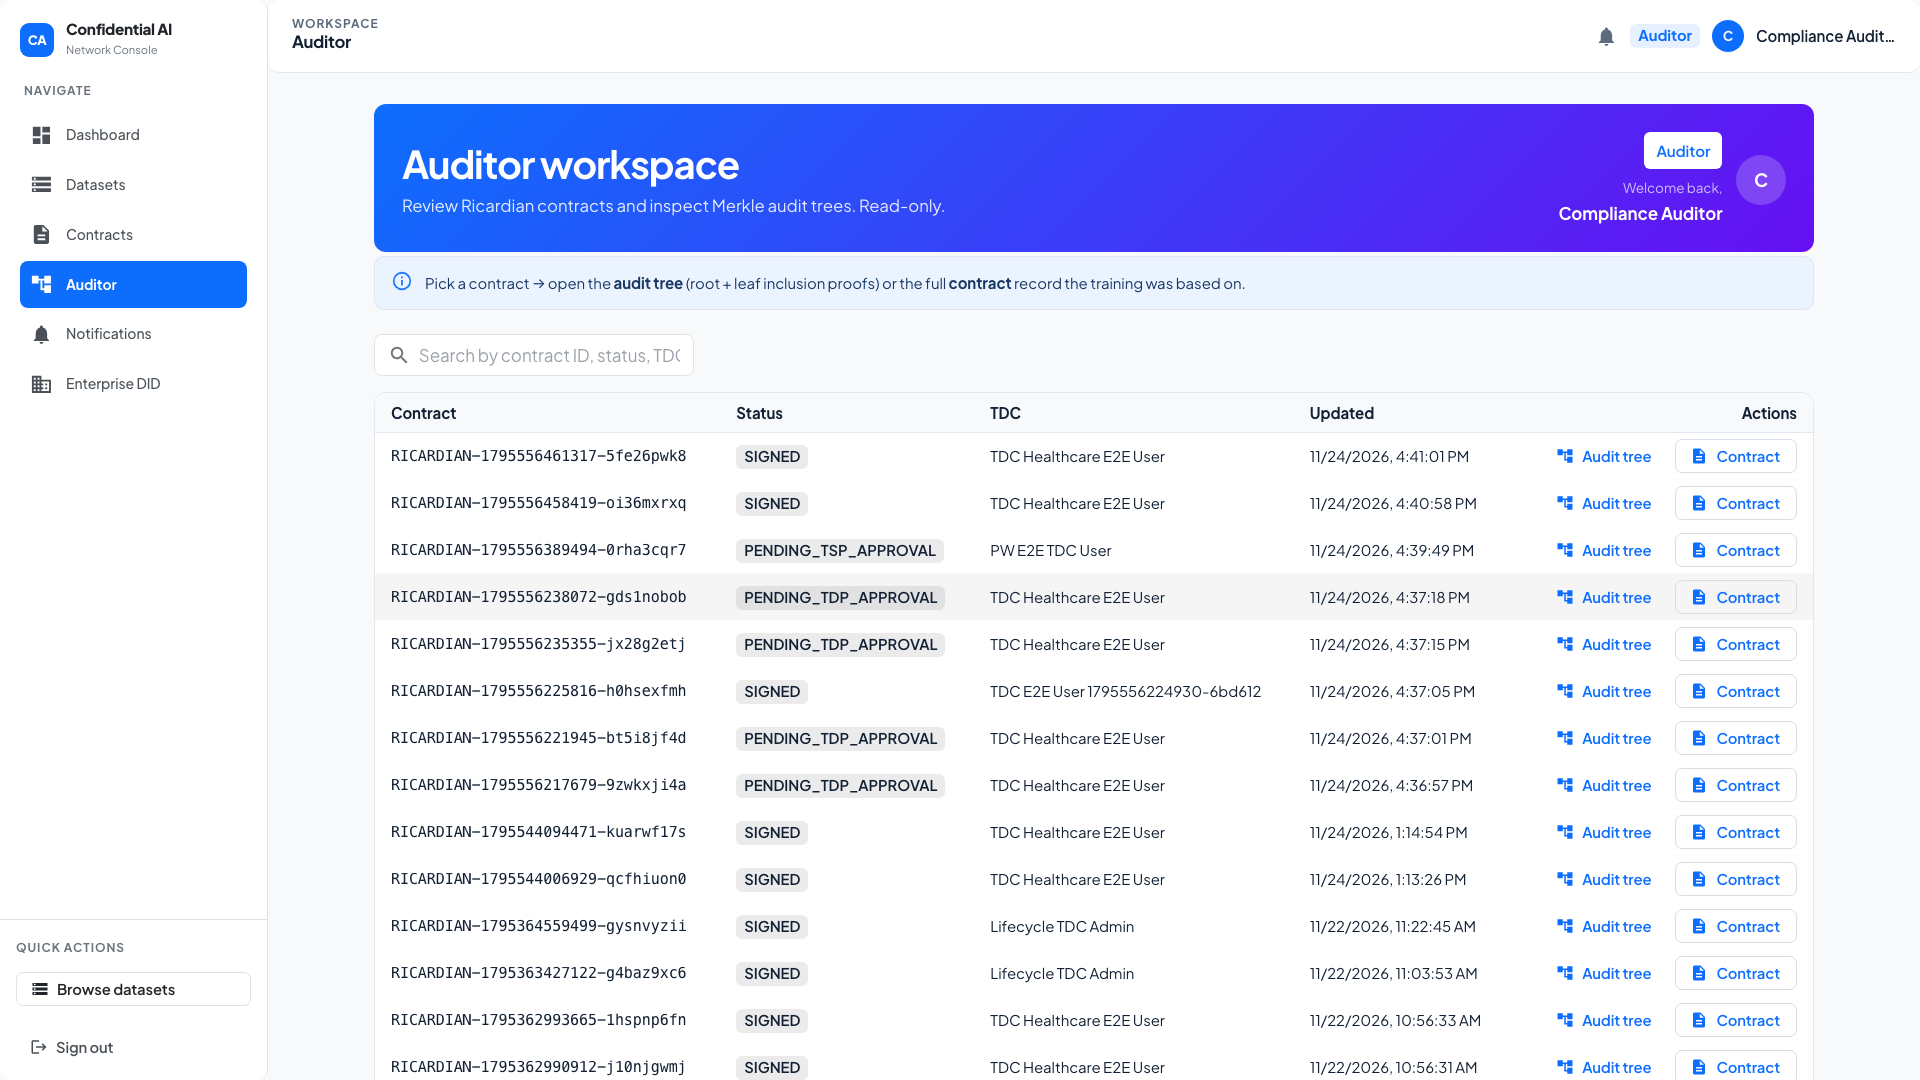 CA
Confidential AI
Network Console
NAVIGATE
Dashboard
Datasets
Contracts
Auditor
Notifications
Enterprise DID
QUICK ACTIONS
Browse datasets
Sign out
WORKSPACE
Auditor
Auditor
C
Compliance Audit...
Auditor workspace
Review Ricardian contracts and inspect Merkle audit trees. Read-only.
Auditor
Welcome back,
Compliance Auditor
C
Pick a contract → open the audit tree (root + leaf inclusion proofs) or the full contract record the training was based on.
Search by contract ID, status, TDC
Contract Status TDC Updated Actions
RICARDIAN-1795556461317-5fe26pwk8 SIGNED TDC Healthcare E2E User 11/24/2026, 4:41:01 PM Audit tree Contract
RICARDIAN-1795556458419-oi36mxrxq SIGNED TDC Healthcare E2E User 11/24/2026, 4:40:58 PM Audit tree Contract
RICARDIAN-1795556389494-0rha3cqr7 PENDING_TSP_APPROVAL PW E2E TDC User 11/24/2026, 4:39:49 PM Audit tree Contract
RICARDIAN-1795556238072-gds1nobob PENDING_TDP_APPROVAL TDC Healthcare E2E User 11/24/2026, 4:37:18 PM Audit tree Contract
RICARDIAN-1795556235355-jx28g2etj PENDING_TDP_APPROVAL TDC Healthcare E2E User 11/24/2026, 4:37:15 PM Audit tree Contract
RICARDIAN-1795556225816-h0hsexfmh SIGNED TDC E2E User 1795556224930-6bd612 11/24/2026, 4:37:05 PM Audit tree Contract
RICARDIAN-1795556221945-bt5i8jf4d PENDING_TDP_APPROVAL TDC Healthcare E2E User 11/24/2026, 4:37:01 PM Audit tree Contract
RICARDIAN-1795556217679-9zwkxji4a PENDING_TDP_APPROVAL TDC Healthcare E2E User 11/24/2026, 4:36:57 PM Audit tree Contract
RICARDIAN-1795544094471-kuarwf17s SIGNED TDC Healthcare E2E User 11/24/2026, 1:14:54 PM Audit tree Contract
RICARDIAN-1795544006929-qcfhiuon0 SIGNED TDC Healthcare E2E User 11/24/2026, 1:13:26 PM Audit tree Contract
RICARDIAN-1795364559499-gysnvyzii SIGNED Lifecycle TDC Admin 11/22/2026, 11:22:45 AM Audit tree Contract
RICARDIAN-1795363427122-g4baz9xc6 SIGNED Lifecycle TDC Admin 11/22/2026, 11:03:53 AM Audit tree Contract
RICARDIAN-1795362993665-1hspnp6fn SIGNED TDC Healthcare E2E User 11/22/2026, 10:56:33 AM Audit tree Contract
RICARDIAN-1795362990912-j10njgwmj SIGNED TDC Healthcare E2E User 11/22/2026, 10:56:31 AM Audit tree Contract